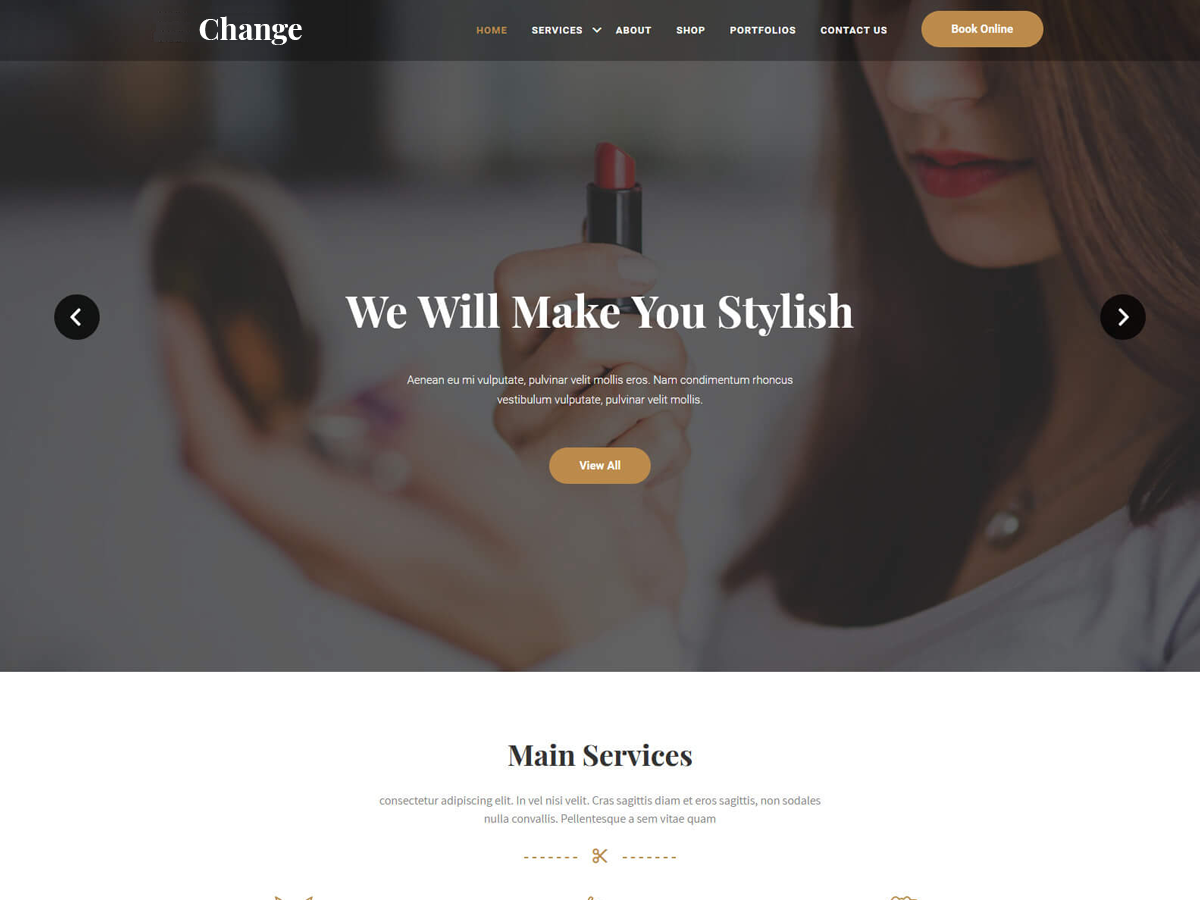 Change
HOME SERVICES ABOUT SHOP PORTFOLIOS CONTACT US Book Online
We Will Make You Stylish
Aenean eu mi vulputate, pulvinar velit mollis eros. Nam condimentum rhoncus
vestibulum vulputate, pulvinar velit mollis.
View All
Main Services
consectetur adipiscing elit. In vel nisi velit. Cras sagittis diam et eros sagittis, non sodales
nulla convallis. Pellentesque a sem vitae quam